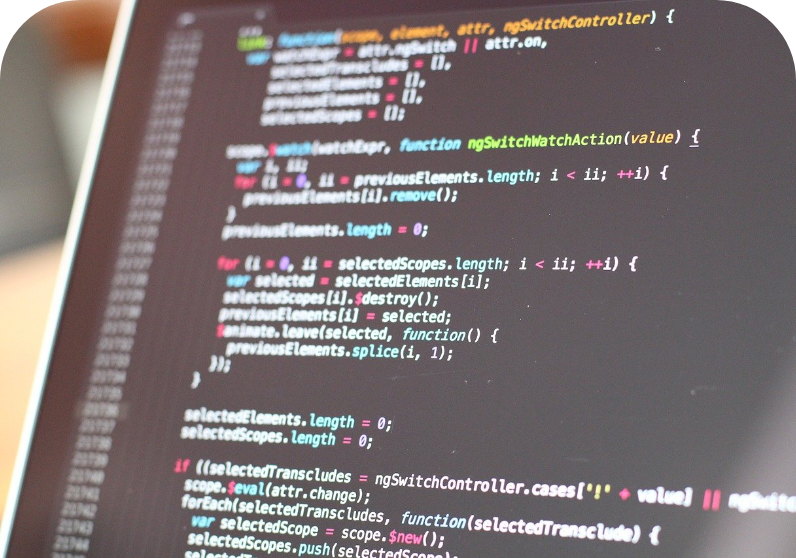 function(scope, element, attr, ngSwitchController) {
var watchExpr = attr.ngSwitch || attr.on,
selectedTranscludes = [],
selectedElements = [],
previousElements = [],
selectedScopes = [];
scope.$watch(watchExpr, function ngSwitchWatchAction(value) {
var i, ii;
for (i = 0, ii = previousElements.length; i < ii; ++i) {
previousElements[i].remove();
}
previousElements.length = 0;
for (i = 0, ii = selectedScopes.length; i < ii; ++i) {
var selected = selectedElements[i];
selectedScopes[i].$destroy();
previousElements[i] = selected;
$animate.leave(selected, function() {
previousElements.splice(i, 1);
});
}
selectedElements.length = 0;
selectedScopes.length = 0;
if ((selectedTranscludes = ngSwitchController.cases['!' + value] || 
scope.$eval(attr.change);
forEach(selectedTranscludes, function(selectedTransclude) {
var selectedScope = scope.$new();
selectedScopes.push(selectedScope);